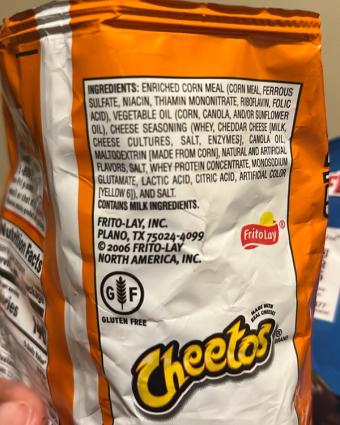 INGREDIENTS: ENRICHED CORN MEAL (CORN MEAL, FERROUS
SULFATE, NIACIN, THIAMIN MONONITRATE, RIBOFLAVIN, FOLIC
ACID), VEGETABLE OIL (CORN, CANOLA, AND/OR SUNFLOWER
OIL), CHEESE SEASONING (WHEY, CHEDDAR CHEESE [MILK,
CHEESE CULTURES, SALT, ENZYMES], CANOLA OIL,
MALTODEXTRIN [MADE FROM CORN], NATURAL AND ARTIFICIAL
FLAVORS, SALT, WHEY PROTEIN CONCENTRATE, MONOSODIUM
GLUTAMATE, LACTIC ACID, CITRIC ACID, ARTIFICIAL COLOR
[YELLOW 6]), AND SALT.
CONTAINS MILK INGREDIENTS.
FRITO-LAY, INC.
PLANO, TX 75024-4099
© 2006 FRITO-LAY
NORTH AMERICA, INC.
Frito Lay ®
GF
GLUTEN FREE
MADE WITH
REAL CHEESE!
Cheetos ®
BRAND
Nutrition Facts